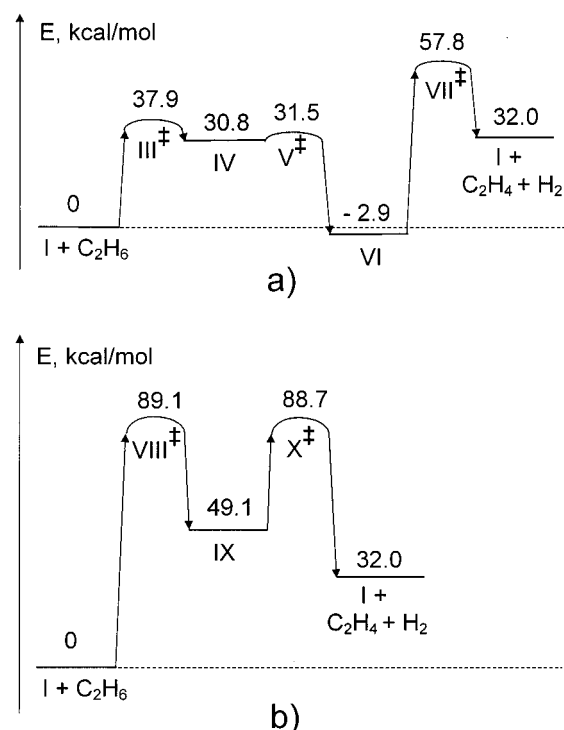 E, kcal/mol
57.8
VII‡
37.9
III‡
30.8
IV
31.5
V‡
32.0
I +
C₂H₄ + H₂
0
I + C₂H₆
- 2.9
VI
a)
E, kcal/mol
89.1
VIII‡
88.7
X‡
49.1
IX
32.0
I +
C₂H₄ + H₂
0
I + C₂H₆
b)